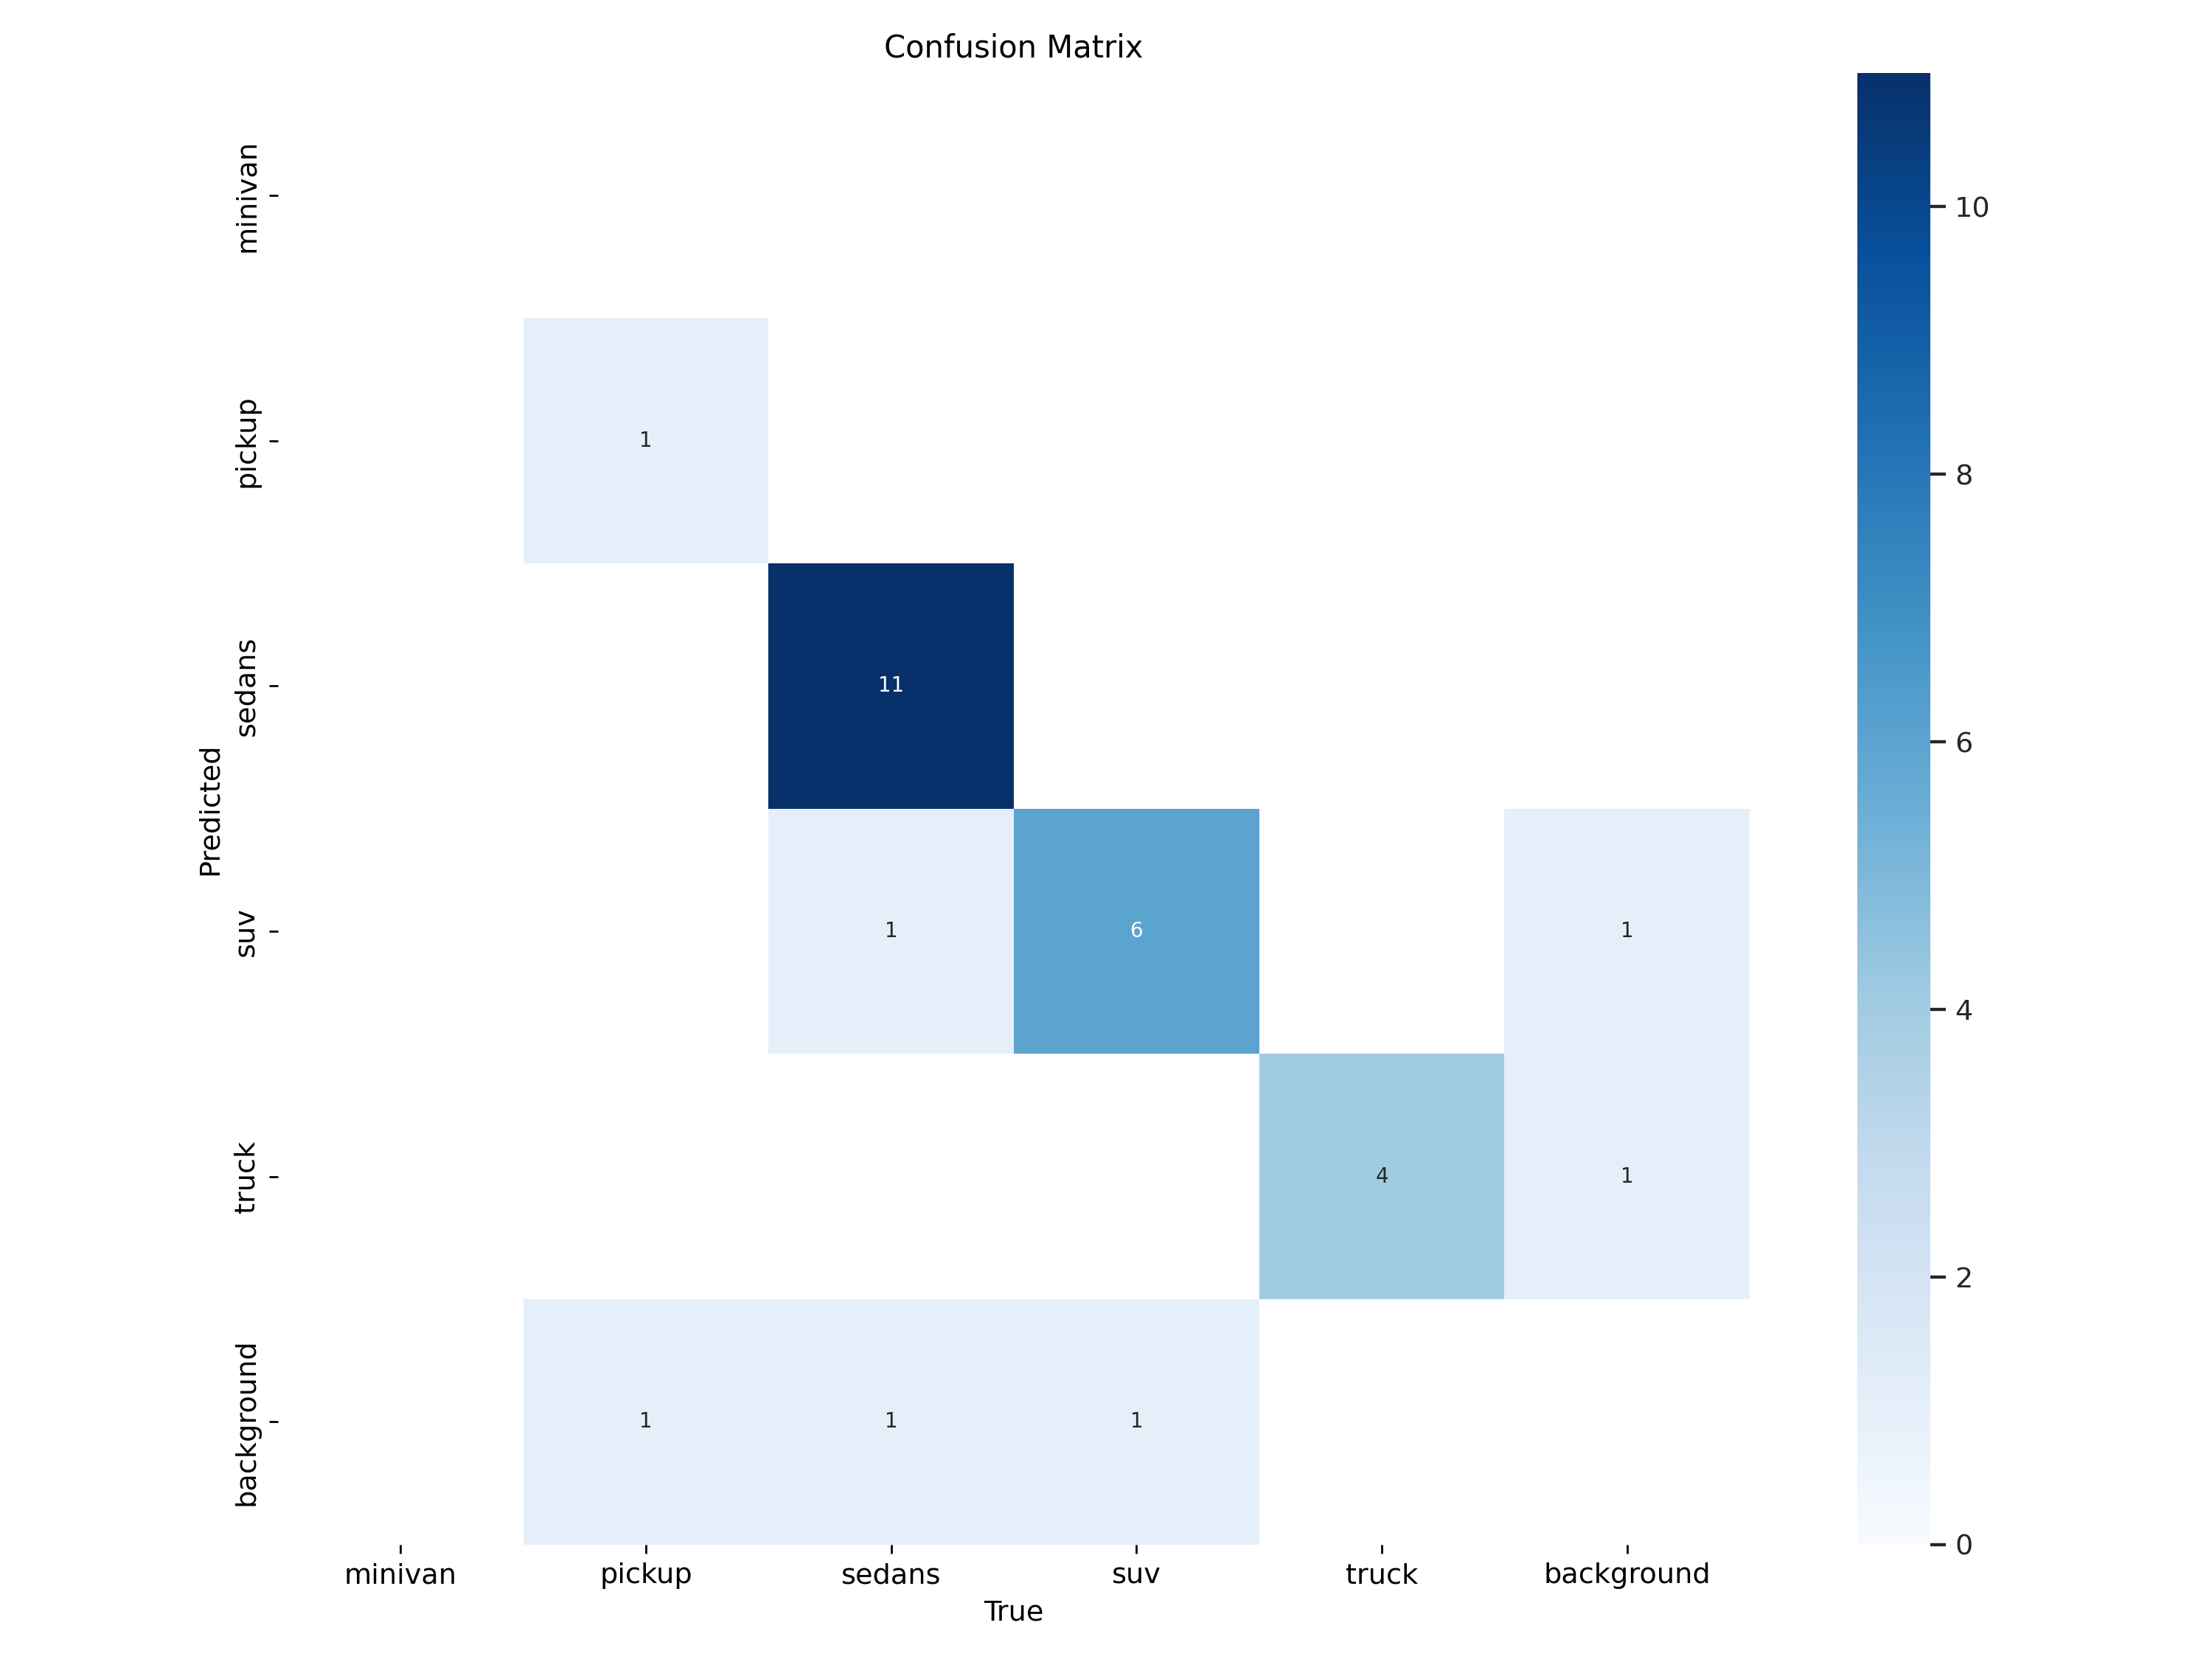 Confusion Matrix
minivan
pickup
sedans
suv
truck
background
Predicted
1
11
1 6 1
4 1
1 1 1
minivan pickup sedans suv truck background
True
10
8
6
4
2
0